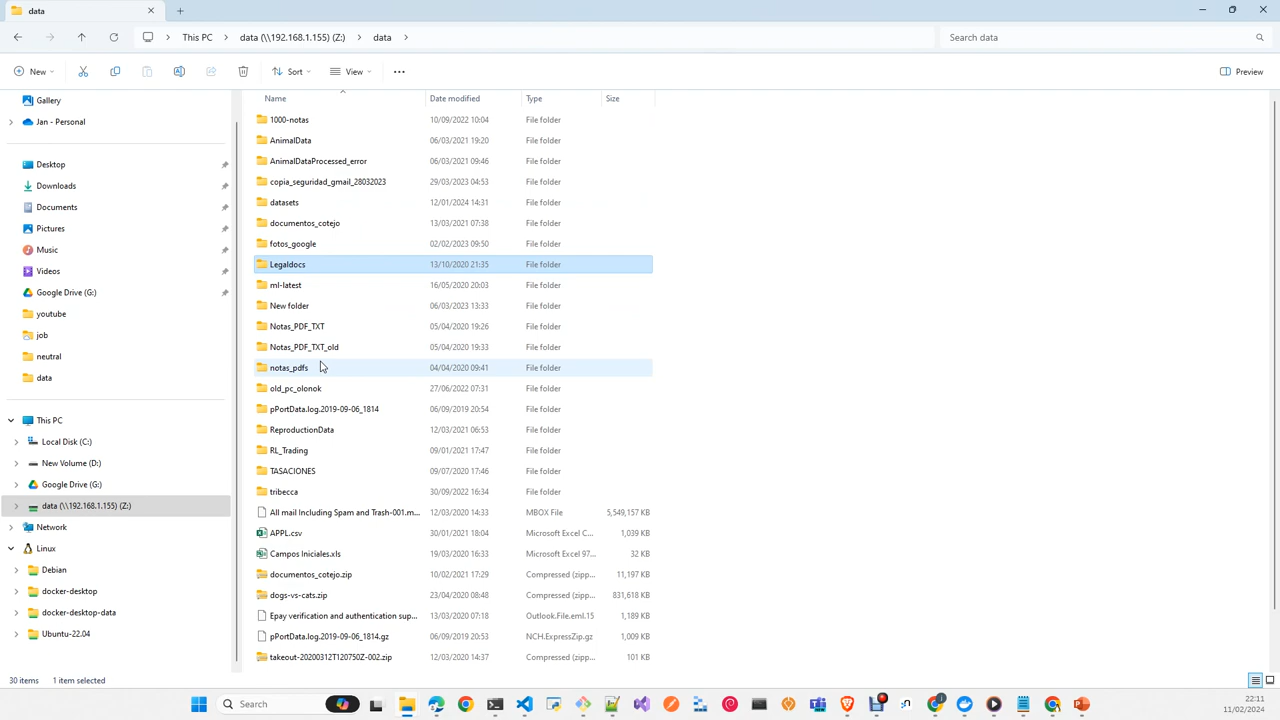 data
This PC data (\\192.168.1.155) (Z:) data Search data
New Sort View Preview
Name Date modified Type Size
Gallery
Jan - Personal
Desktop
Downloads
Documents
Pictures
Music
Videos
Google Drive (G:)
youtube
job
neutral
data
This PC
Local Disk (C:)
New Volume (D:)
Google Drive (G:)
data (\\192.168.1.155) (Z:)
Network
Linux
Debian
docker-desktop
docker-desktop-data
Ubuntu-22.04
1000-notas 10/09/2022 10:04 File folder
AnimalData 06/03/2021 19:20 File folder
AnimalDataProcessed_error 06/03/2021 09:46 File folder
copia_seguridad_gmail_28032023 29/03/2023 04:53 File folder
datasets 12/01/2024 14:31 File folder
documentos_cotejo 13/03/2021 07:38 File folder
fotos_google 02/02/2023 09:50 File folder
Legaldocs 13/10/2020 21:35 File folder
ml-latest 16/05/2020 20:03 File folder
New folder 06/03/2023 13:33 File folder
Notas_PDF_TXT 05/04/2020 19:26 File folder
Notas_PDF_TXT_old 05/04/2020 19:33 File folder
notas_pdfs 04/04/2020 09:41 File folder
old_pc_olonok 27/06/2022 07:31 File folder
pPortData.log.2019-09-06_1814 06/09/2019 20:54 File folder
ReproductionData 12/03/2021 06:53 File folder
RL_Trading 09/01/2021 17:47 File folder
TASACIONES 09/07/2020 17:46 File folder
tribecca 30/09/2022 16:34 File folder
All mail Including Spam and Trash-001.m... 12/03/2020 14:33 MBOX File 5,549,157 KB
APPL.csv 30/01/2021 18:04 Microsoft Excel C... 1,039 KB
Campos Iniciales.xls 19/03/2020 16:33 Microsoft Excel 97... 32 KB
documentos_cotejo.zip 10/02/2021 17:29 Compressed (zipp... 11,197 KB
dogs-vs-cats.zip 23/04/2020 08:48 Compressed (zipp... 831,618 KB
Epay verification and authentication sup... 13/03/2020 07:18 Outlook.File.eml.15 1,189 KB
pPortData.log.2019-09-06_1814.gz 06/09/2019 20:53 NCH.ExpressZip.gz 1,009 KB
takeout-20200312T120750Z-002.zip 12/03/2020 14:37 Compressed (zipp... 101 KB
30 items 1 item selected
Search
22:11
11/02/2024